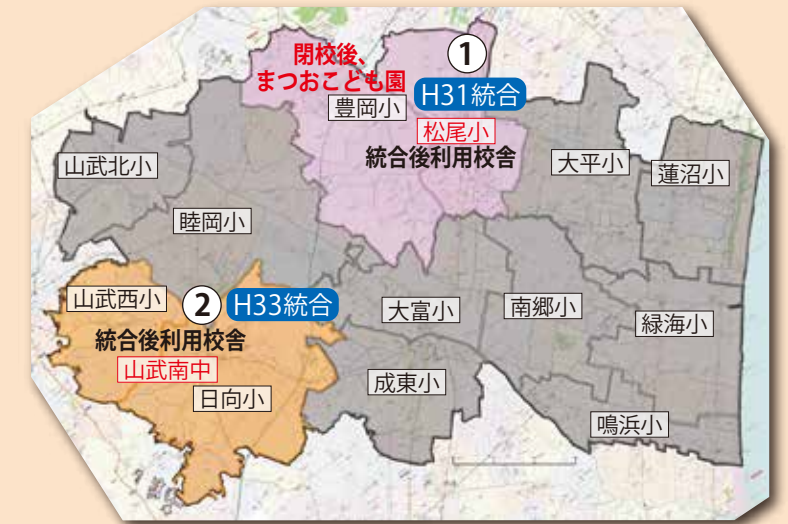 閉校後、
まつおこども園
①
H31統合
豊岡小
松尾小
統合後利用校舎
大平小
蓮沼小
山武北小
睦岡小
山武西小
②
H33統合
統合後利用校舎
山武南中
日向小
大富小
南郷小
緑海小
成東小
鳴浜小